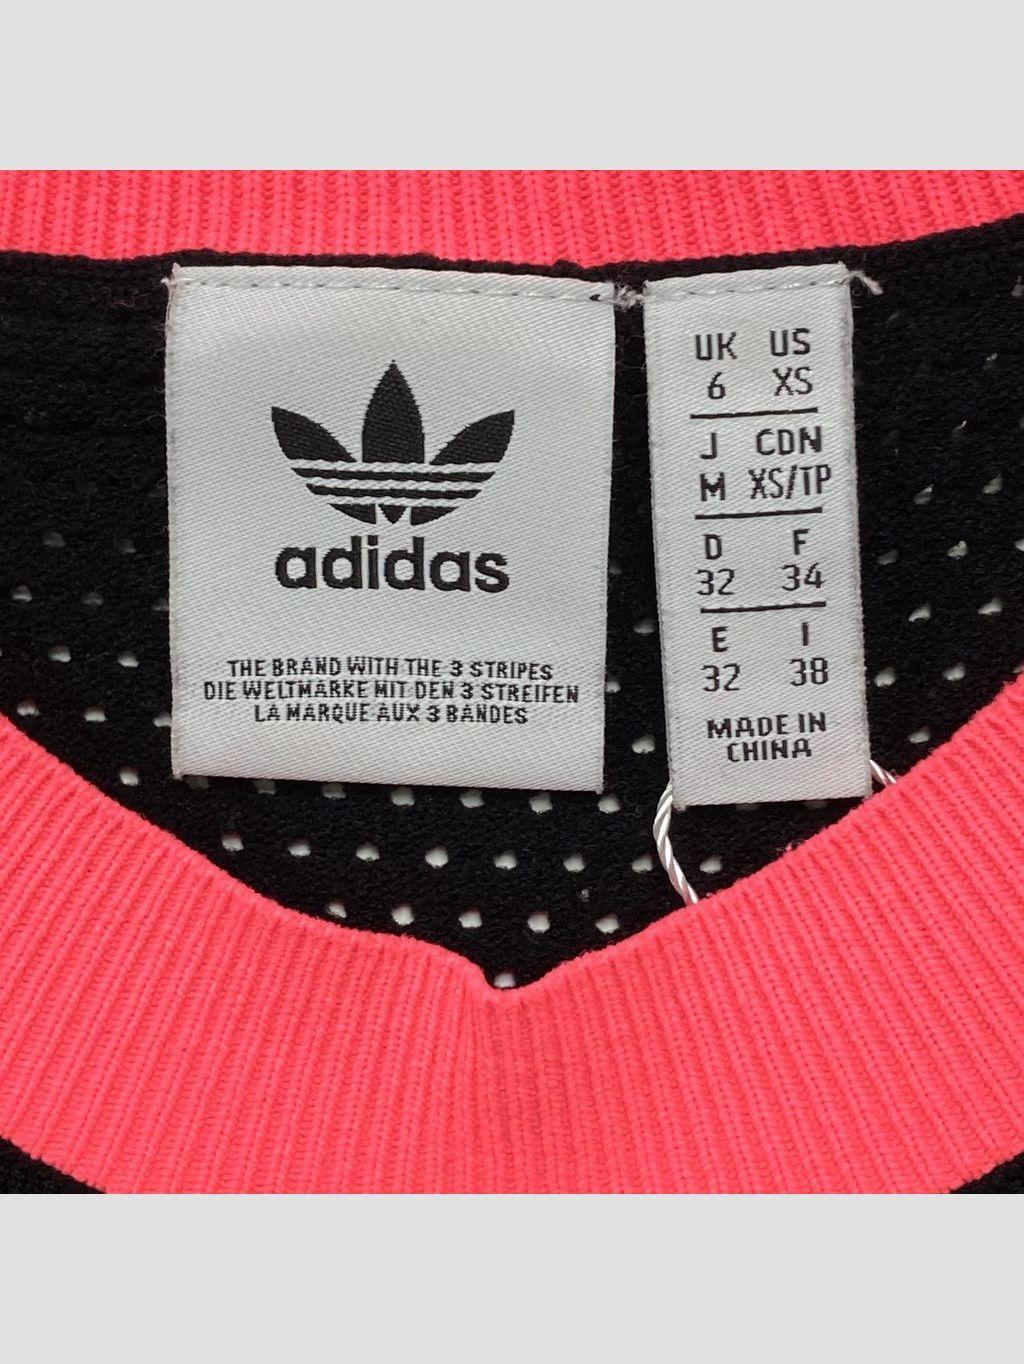 adidas
THE BRAND WITH THE 3 STRIPES
DIE WELTMARKE MIT DEN 3 STREIFEN
LA MARQUE AUX 3 BANDES
UK US
6 XS
J CDN
M XS/TP
D F
32 34
E I
32 38
MADE IN
CHINA